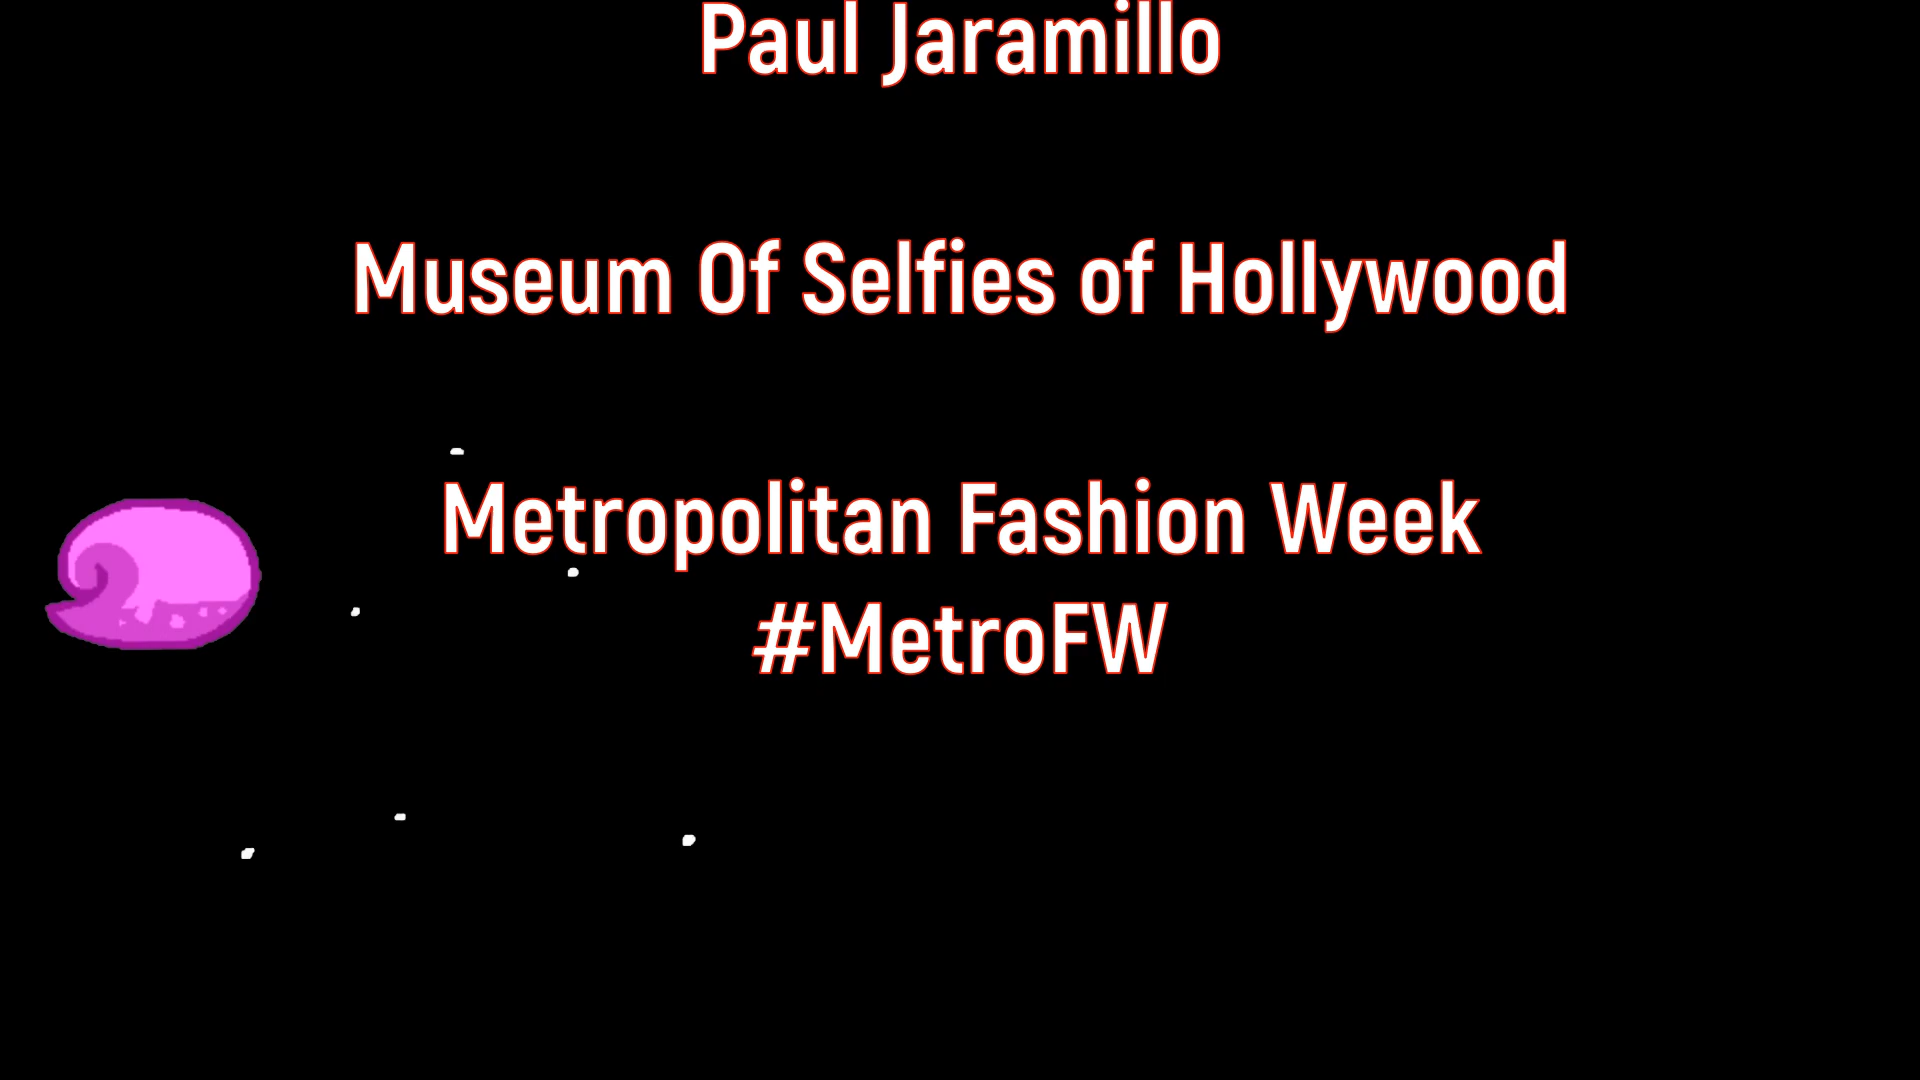 Paul Jaramillo
Museum Of Selfies of Hollywood
Metropolitan Fashion Week
#MetroFW